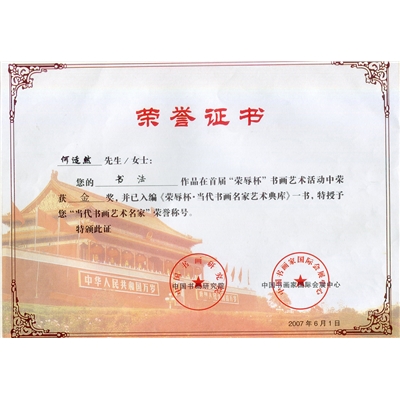 荣誉证书
何适然 先生/女士:
您的 书法 作品在首届“荣辱杯”书画艺术活动中荣
获 金 奖,并已入编《荣辱杯·当代书画名家艺术典库》一书,特授予
您“当代书画艺术名家”荣誉称号。
特颁此证
中华人民共和国万岁
中国书画研究院
中国书画家国际会展中心
2007年6月1日